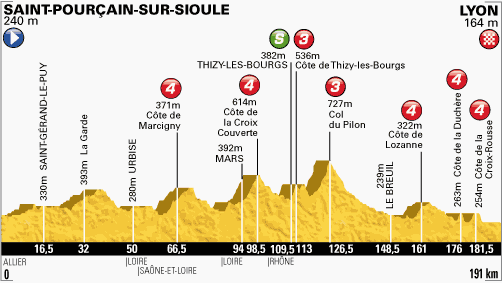 SAINT-POURÇAIN-SUR-SIOULE
240 m
LYON
164 m
S
3
382m
THIZY-LES-BOURGS
536m
Côte de Thizy-les-Bourgs
330m SAINT-GÉRAND-LE-PUY
393m La Garde
280m URBISE
4
371m
Côte de
Marcigny
4
614m
Côte de
la Croix
Couverte
392m
MARS
3
727m
Col
du Pilon
239m
LE BREUIL
4
322m
Côte de
Lozanne
4
263m Côte de la Duchère
4
254m Côte de la
Croix-Rousse
16,5 32 50 66,5 94 98,5 109,5 113 126,5 148,5 161 176 181,5
ALLIER
LOIRE
SAÔNE-ET-LOIRE
LOIRE
RHÔNE
0
191 km